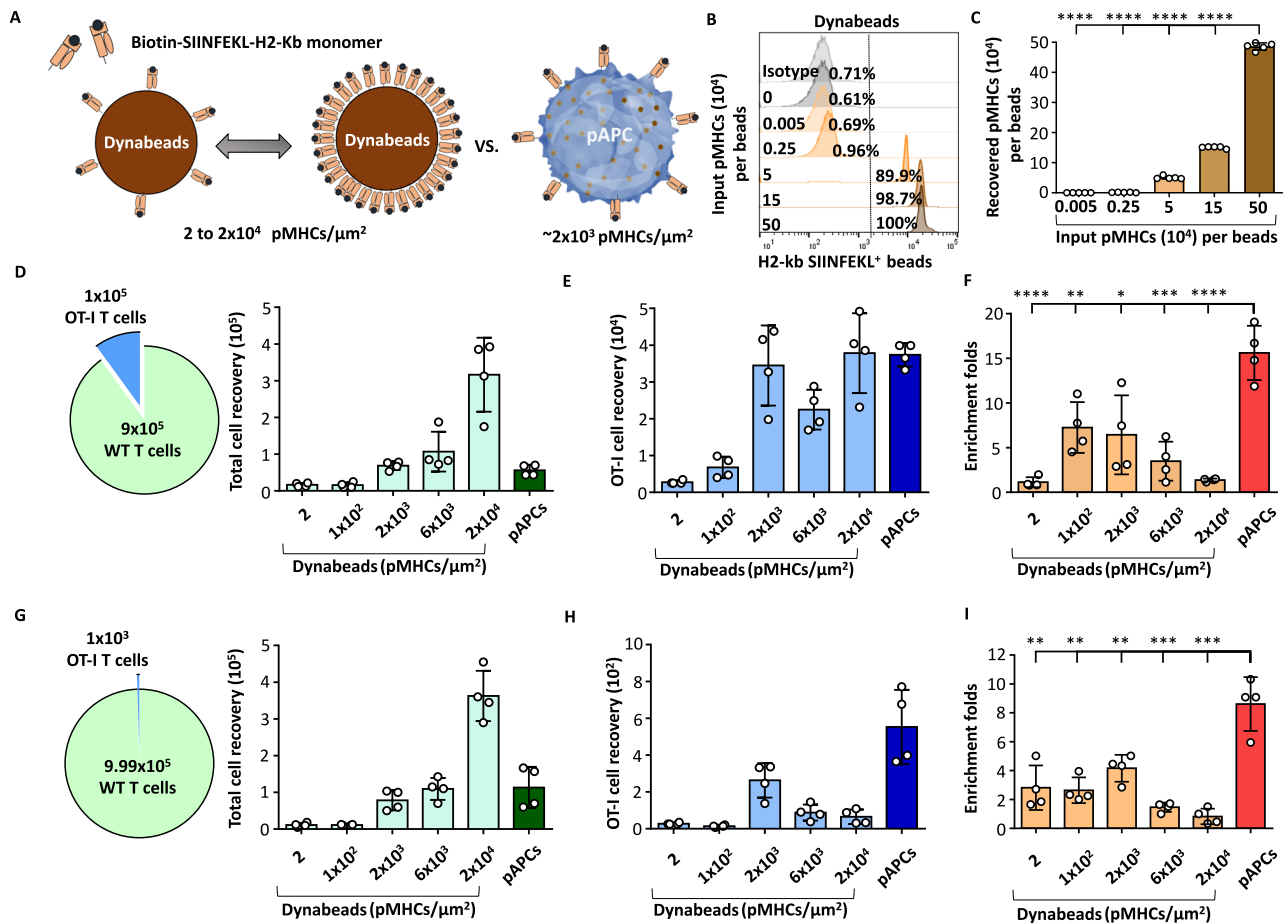 A
Biotin-SIINFEKL-H2-Kb monomer
Dynabeads
Dynabeads
vs.
pAPC
2 to 2x10⁴ pMHCs/µm²
~2x10³ pMHCs/µm²
B
Dynabeads
Input pMHCs (10⁴)
per beads
Isotype 0.71%
0 0.61%
0.005 0.69%
0.25 0.96%
5 89.9%
15 98.7%
50 100%
10¹ 10² 10³ 10⁴ 10⁵
H2-kb SIINFEKL⁺ beads
C
**** **** **** ****
Recovered pMHCs (10⁴)
per beads
50
40
30
20
10
0
0.005 0.25 5 15 50
Input pMHCs (10⁴) per beads
D
1x10⁵
OT-I T cells
9x10⁵
WT T cells
Total cell recovery (10⁵)
5
4
3
2
1
0
2 1x10² 2x10³ 6x10³ 2x10⁴ pAPCs
Dynabeads (pMHCs/µm²)
E
OT-I cell recovery (10⁴)
5
4
3
2
1
0
2 1x10² 2x10³ 6x10³ 2x10⁴ pAPCs
Dynabeads (pMHCs/µm²)
F
**** ** * *** ****
Enrichment folds
20
15
10
5
0
2 1x10² 2x10³ 6x10³ 2x10⁴ pAPCs
Dynabeads (pMHCs/µm²)
G
1x10³
OT-I T cells
9.99x10⁵
WT T cells
Total cell recovery (10⁵)
5
4
3
2
1
0
2 1x10² 2x10³ 6x10³ 2x10⁴ pAPCs
Dynabeads (pMHCs/µm²)
H
OT-I cell recovery (10²)
10
8
6
4
2
0
2 1x10² 2x10³ 6x10³ 2x10⁴ pAPCs
Dynabeads (pMHCs/µm²)
I
** ** ** *** ***
Enrichment folds
12
10
8
6
4
2
0
2 1x10² 2x10³ 6x10³ 2x10⁴ pAPCs
Dynabeads (pMHCs/µm²)